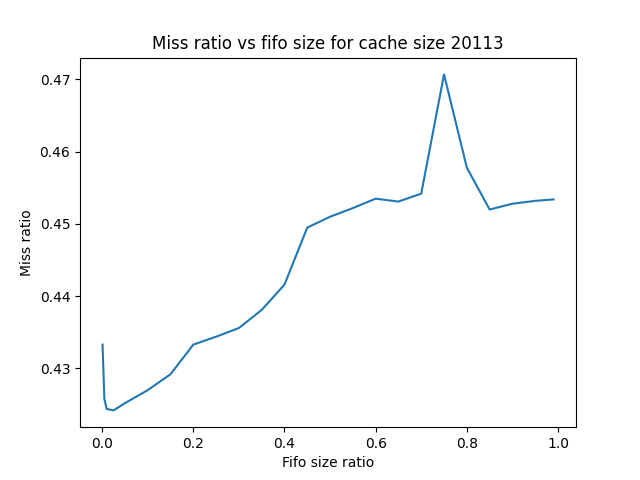 Miss ratio vs fifo size for cache size 20113
0.47
0.46
0.45
0.44
0.43
Miss ratio
0.0 0.2 0.4 0.6 0.8 1.0
Fifo size ratio